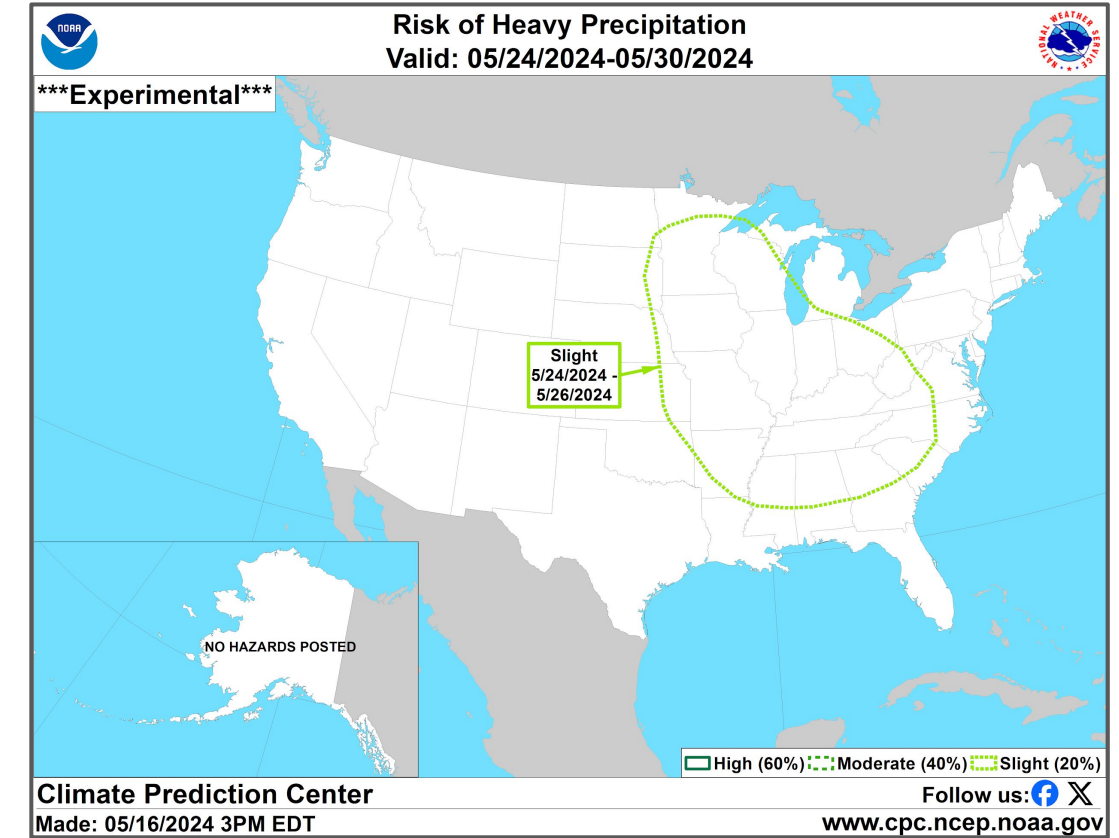 NOAA
Risk of Heavy Precipitation
Valid: 05/24/2024-05/30/2024
NATIONAL WEATHER SERVICE
***Experimental***
Slight
5/24/2024 -
5/26/2024
NO HAZARDS POSTED
High (60%) Moderate (40%) Slight (20%)
Climate Prediction Center
Follow us:
Made: 05/16/2024 3PM EDT
www.cpc.ncep.noaa.gov